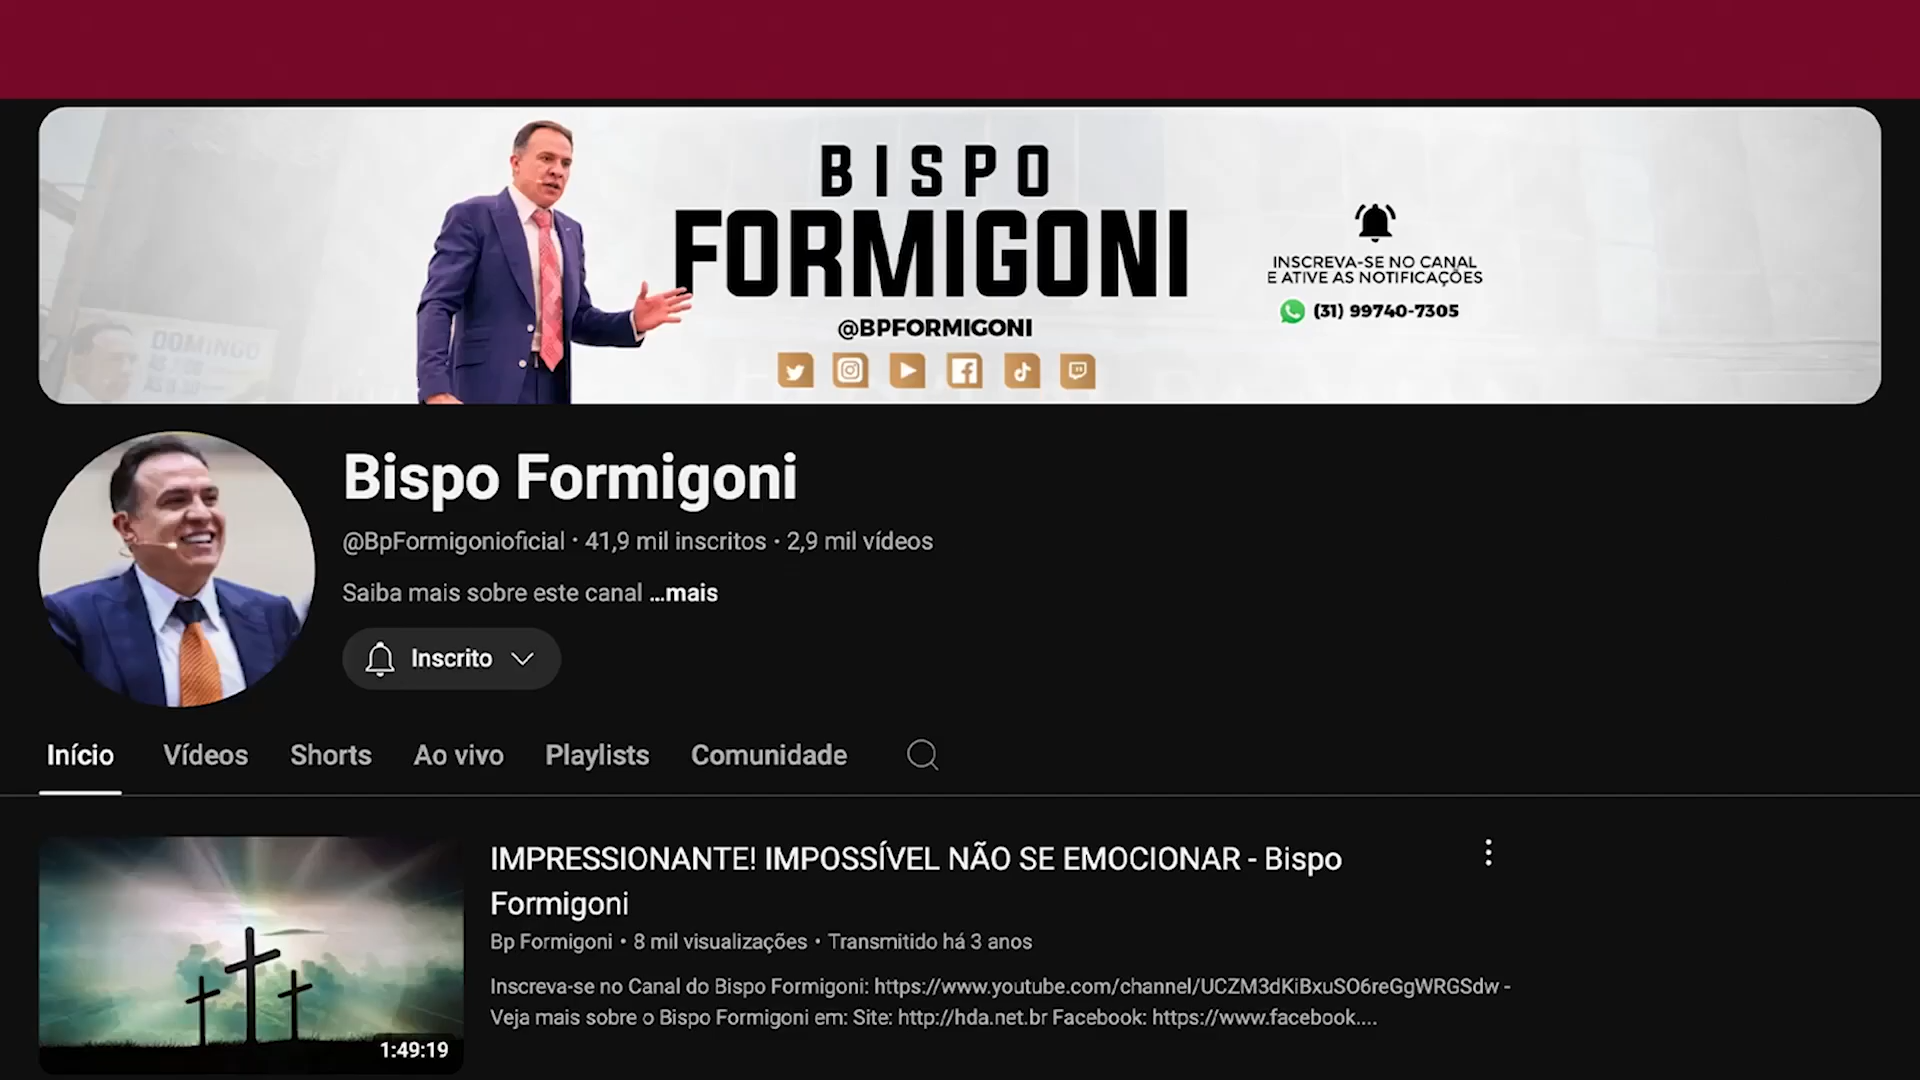 BISPO
FORMIGONI
@BPFORMIGONI
INSCREVA-SE NO CANAL
E ATIVE AS NOTIFICAÇÕES
(31) 99740-7305
DOMINGO
Bispo Formigoni
@BpFormigonioficial · 41,9 mil inscritos · 2,9 mil vídeos
Saiba mais sobre este canal ...mais
Inscrito
Início Vídeos Shorts Ao vivo Playlists Comunidade
IMPRESSIONANTE! IMPOSSÍVEL NÃO SE EMOCIONAR - Bispo
Formigoni
Bp Formigoni • 8 mil visualizações • Transmitido há 3 anos
Inscreva-se no Canal do Bispo Formigoni: https://www.youtube.com/channel/UCZM3dKiBxuSO6reGgWRGSdw -
Veja mais sobre o Bispo Formigoni em: Site: http://hda.net.br Facebook: https://www.facebook....
1:49:19